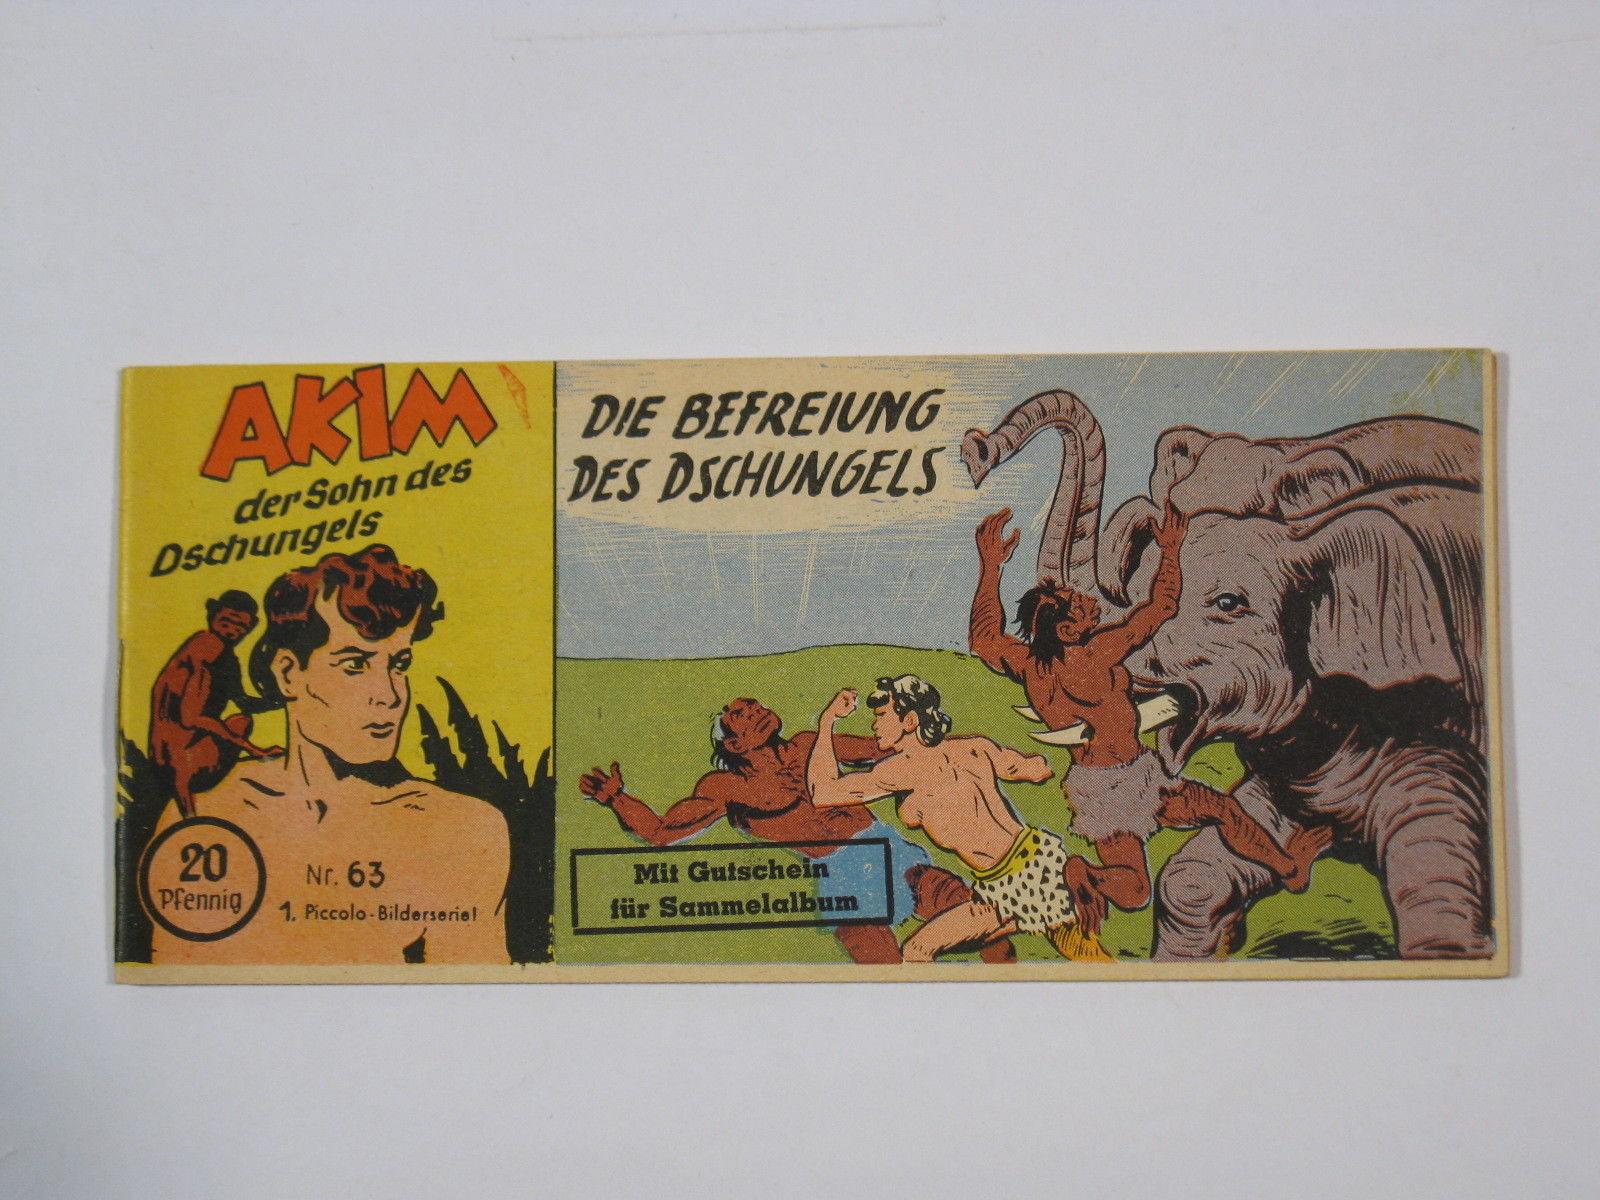 AKIM
der Sohn des
Dschungels
20
Pfennig
Nr. 63
1. Piccolo-Bilderserie!
DIE BEFREIUNG
DES DSCHUNGELS
Mit Gutschein
für Sammelalbum